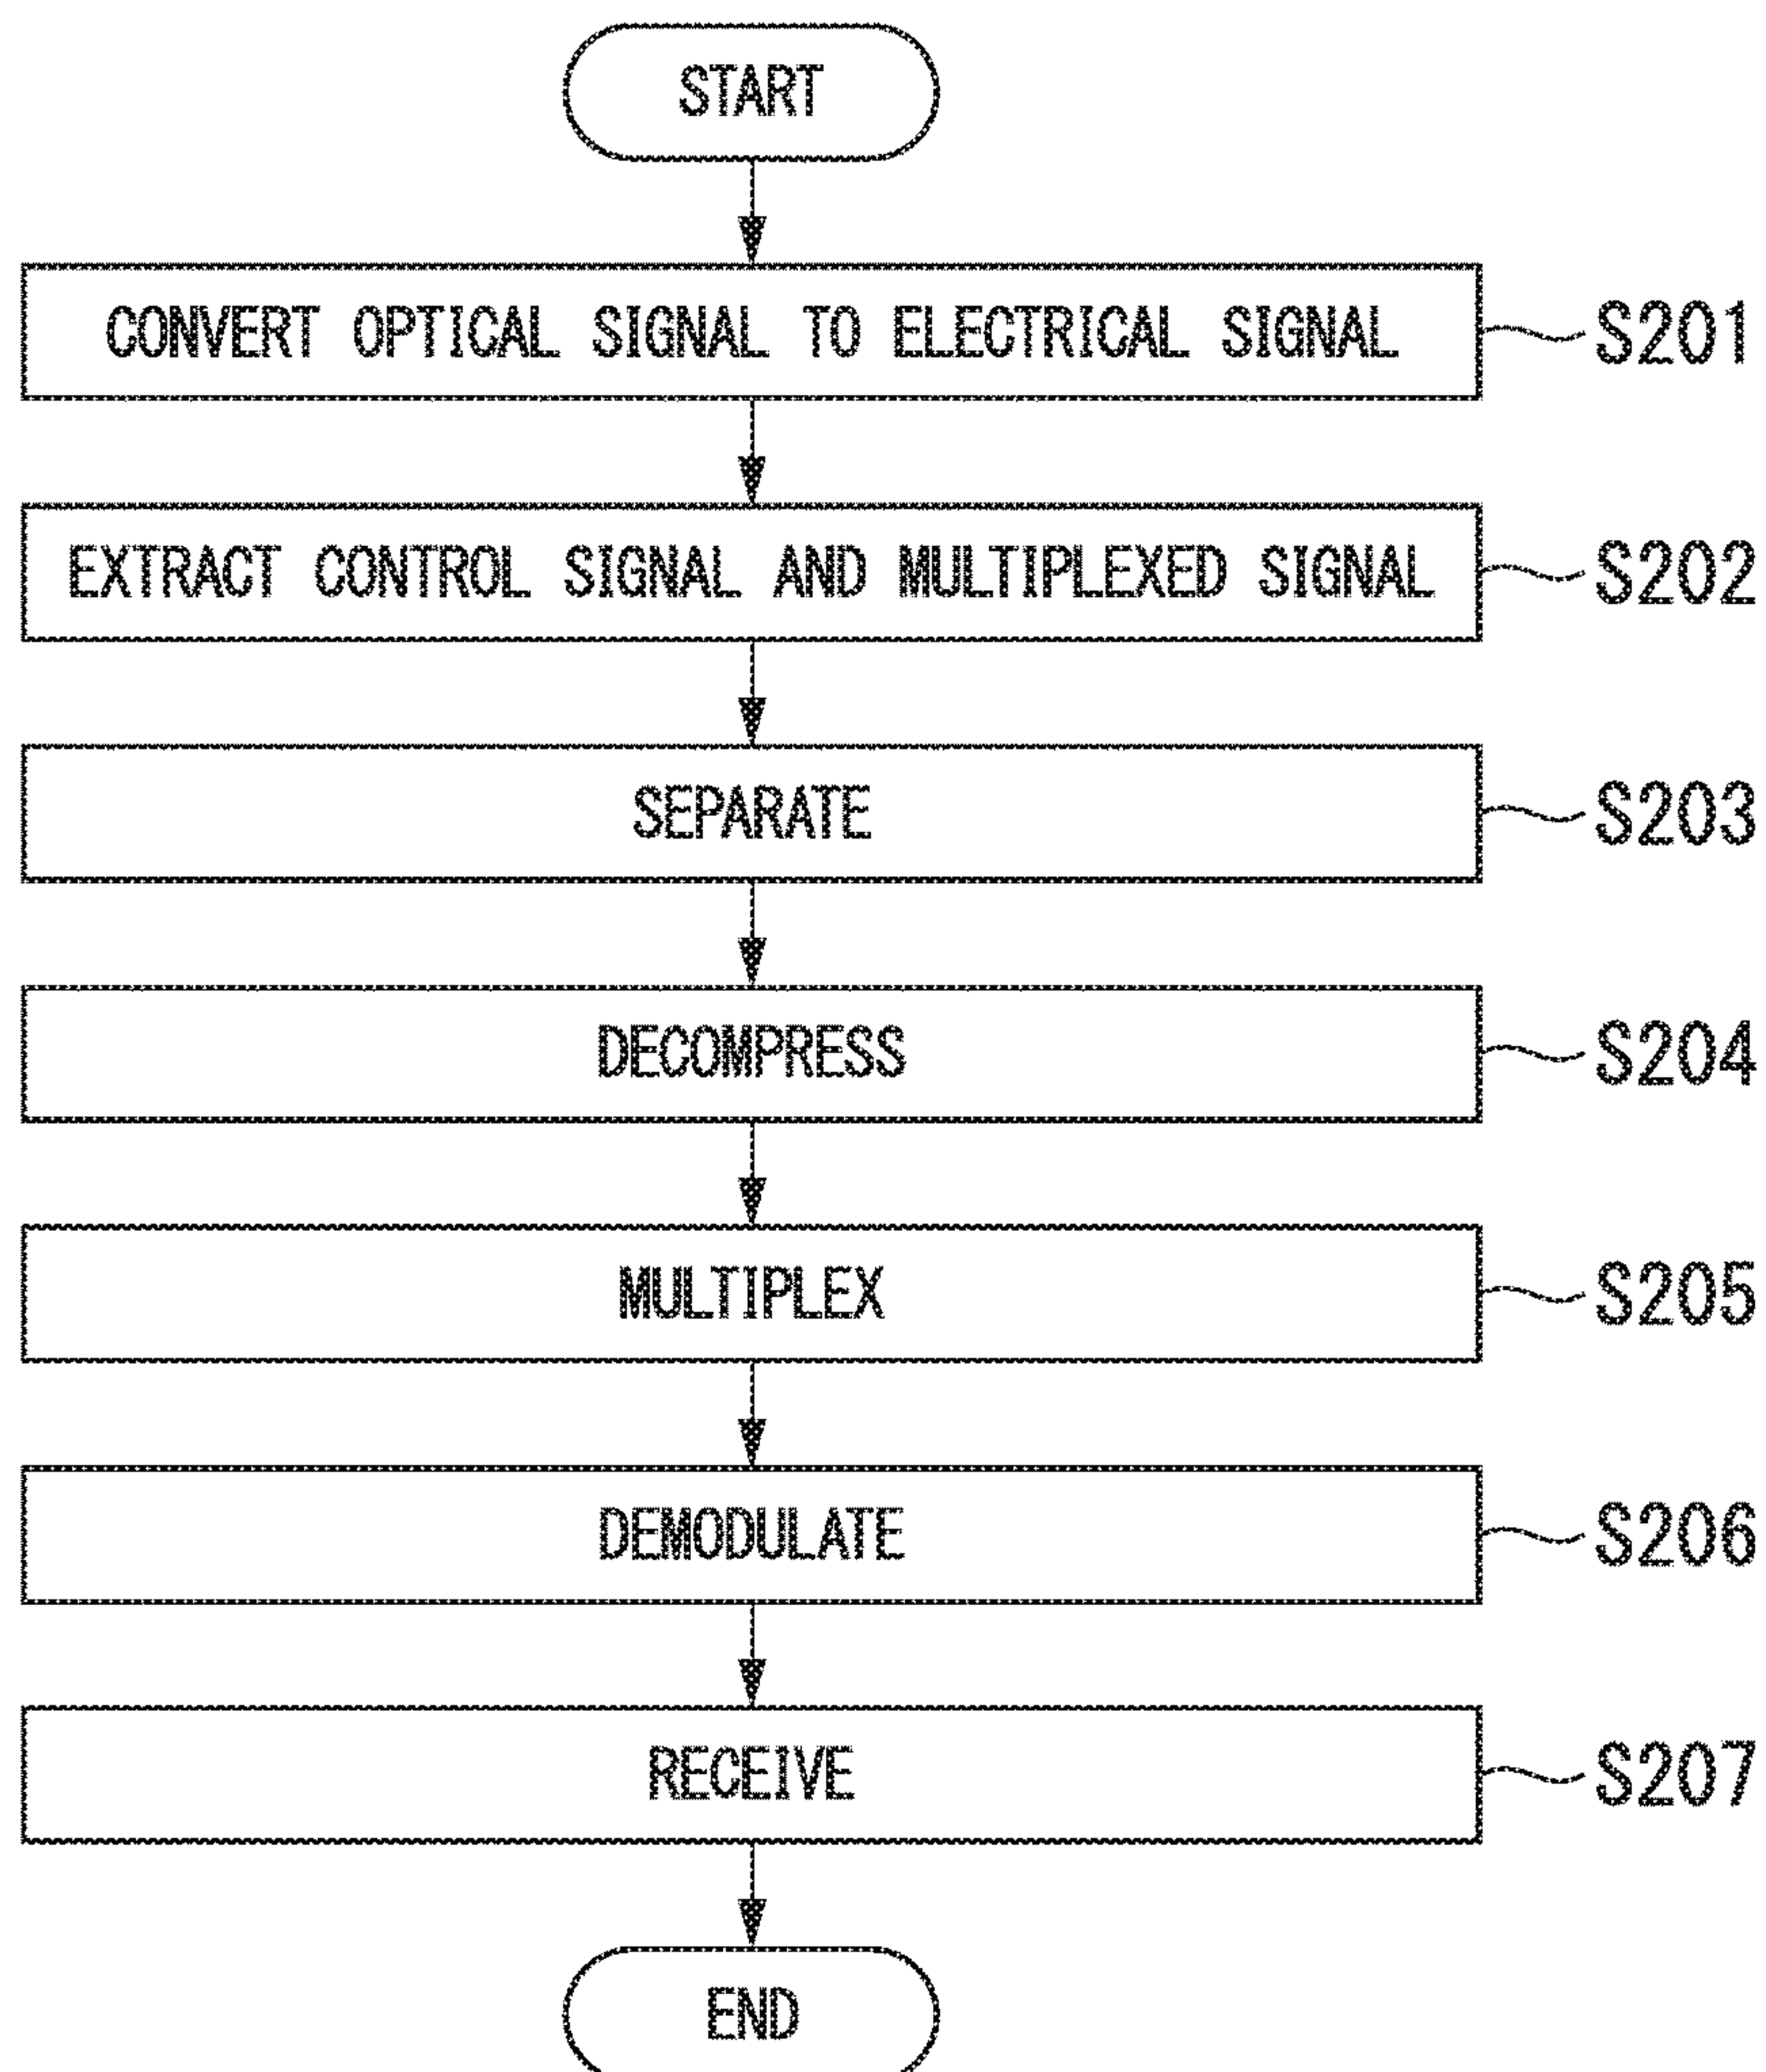 START
CONVERT OPTICAL SIGNAL TO ELECTRICAL SIGNAL S201
EXTRACT CONTROL SIGNAL AND MULTIPLEXED SIGNAL S202
SEPARATE S203
DECOMPRESS S204
MULTIPLEX S205
DEMODULATE S206
RECEIVE S207
END